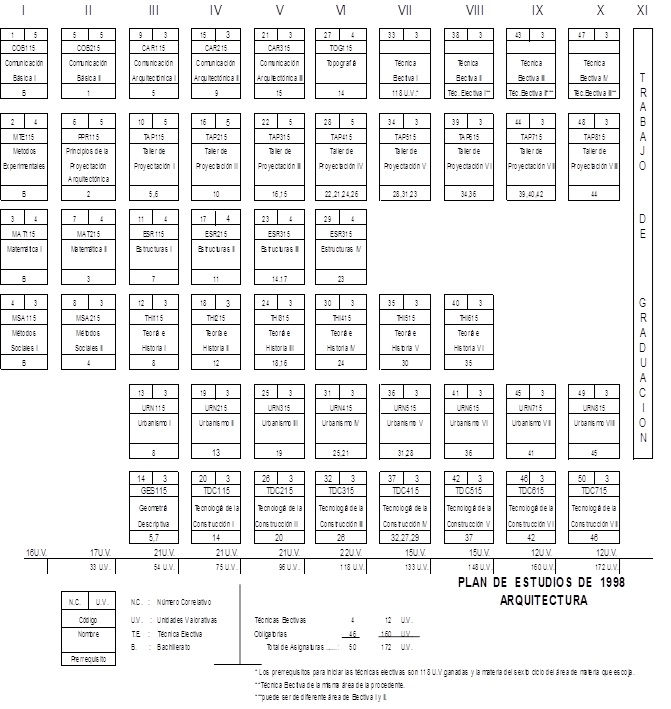 I II III IV V VI VII VIII IX X XI
1 5 5 5 9 3 15 3 21 3 27 4 33 3 38 3 43 3 47 3
COB115 COB215 CAR115 CAR215 CAR315 TOG115
Comunicación Comunicación Comunicación Comunicación Comunicación Topografía Técnica Técnica Técnica Técnica
Básica I Básica II Arquitectónica I Arquitectónica II Arquitectónica III Electiva I Electiva II Electiva III Electiva IV
B 1 5 9 15 14 118 U.V.* Téc. Electiva I** Téc. Electiva II*** Téc. Electiva III**
2 4 6 5 10 5 16 5 22 5 28 5 34 5 39 5 44 5 48 5
MTE115 PPR115 TAP115 TAP215 TAP315 TAP415 TAP515 TAP615 TAP715 TAP815
Métodos Principios de la Taller de Taller de Taller de Taller de Taller de Taller de Taller de Taller de
Experimentales Proyectación Proyectación I Proyectación II Proyectación III Proyectación IV Proyectación V Proyectación VI Proyectación VII Proyectación VIII
Arquitectónica
B 2 5,6 10 16,15 22,21,24,26 28,31,23 34,36 39,40,42 44
3 4 7 4 11 4 17 4 23 4 29 4
MAT115 MAT215 ESR115 ESR215 ESR315 ESR315
Matemática I Matemática II Estructuras I Estructuras II Estructuras III Estructuras IV
B 3 7 11 14,17 23
4 3 8 3 12 3 18 3 24 3 30 3 35 3 40 3
MSA115 MSA215 THI115 THI215 THI315 THI415 THI515 THI615
Métodos Métodos Teoría e Teoría e Teoría e Teoría e Teoría e Teoría e
Sociales I Sociales II Historia I Historia II Historia III Historia IV Historia V Historia VI
B 4 8 12 18,16 24 30 35
13 3 19 3 25 3 31 3 36 3 41 3 45 3 49 3
URN115 URN215 URN315 URN415 URN515 URN615 URN715 URN815
Urbanismo I Urbanismo II Urbanismo III Urbanismo IV Urbanismo V Urbanismo VI Urbanismo VII Urbanismo VIII
8 13 19 25,21 31,28 36 41 45
14 3 20 3 26 3 32 3 37 3 42 3 46 3 50 3
GES115 TDC115 TDC215 TDC315 TDC415 TDC515 TDC615 TDC715
Geometría Tecnología de la Tecnología de la Tecnología de la Tecnología de la Tecnología de la Tecnología de la Tecnología de la
Descriptiva Construcción I Construcción II Construcción III Construcción IV Construcción V Construcción VI Construcción VII
5,7 14 20 26 32,27,29 37 42 46
TRABAJO DE GRADUACION
16U.V. 17U.V. 21U.V. 21U.V. 21U.V. 22U.V. 15U.V. 15U.V. 12U.V. 12U.V.
33 U.V. 54 U.V. 75 U.V. 96 U.V. 118 U.V. 133 U.V. 148 U.V. 160 U.V. 172 U.V.
PLAN DE ESTUDIOS DE 1998
ARQUITECTURA
N.C. U.V.
Código
Nombre
Prerrequisito
N.C. : Número Correlativo
U.V. : Unidades Valorativas
T.E. : Técnica Electiva
B. : Bachillerato
Técnicas Electivas 4 12 U.V.
Obligatorias 46 160 U.V.
Total de Asignaturas ......: 50 172 U.V.
* Los prerrequisitos para iniciar las técnicas electivas son 118 U.V ganadas y la materia del sexto ciclo del área de materia que escoja.
**Técnica Electiva de la misma área de la procedente.
***puede ser de diferente área de Electiva I y II.